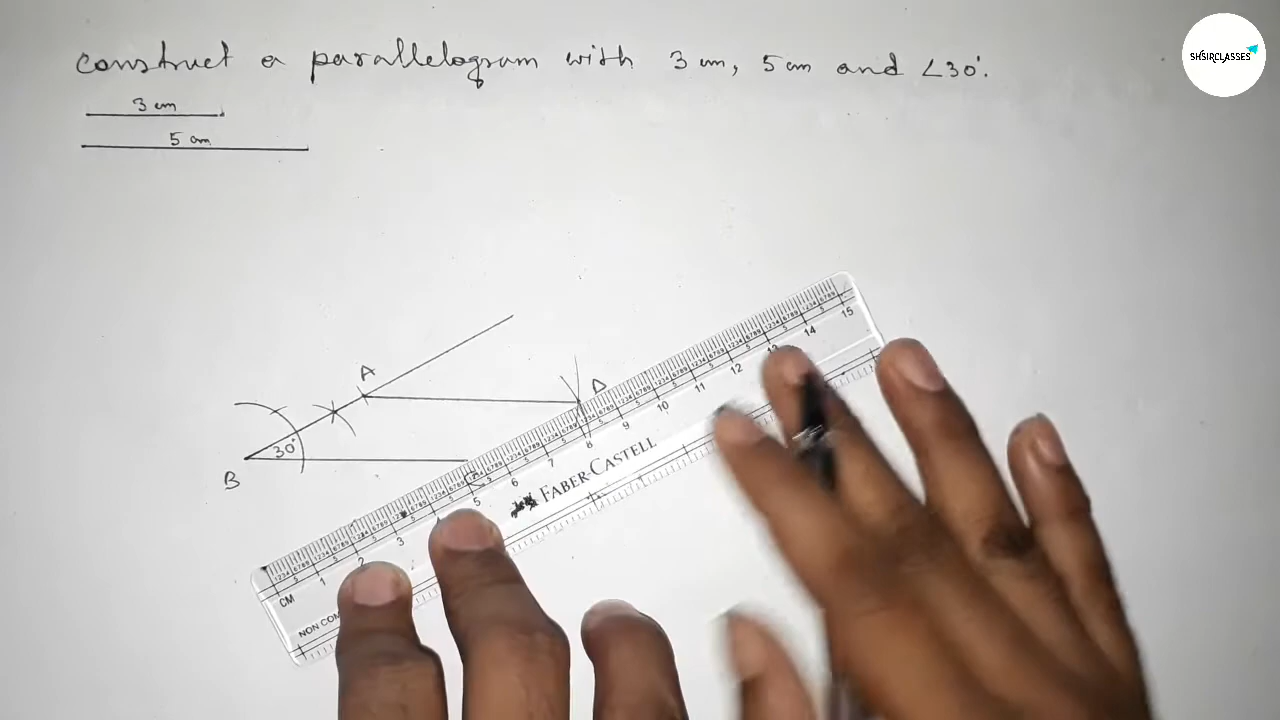 SHSIRCLASSES
construct a parallelogram with 3 cm, 5 cm and ∠30°.
3 cm
5 cm
A
D
30°
B
C
15
14
13
12
11
10
9
8
7
6
5
4
3
2
1
CM
FABER-CASTELL
NON COM